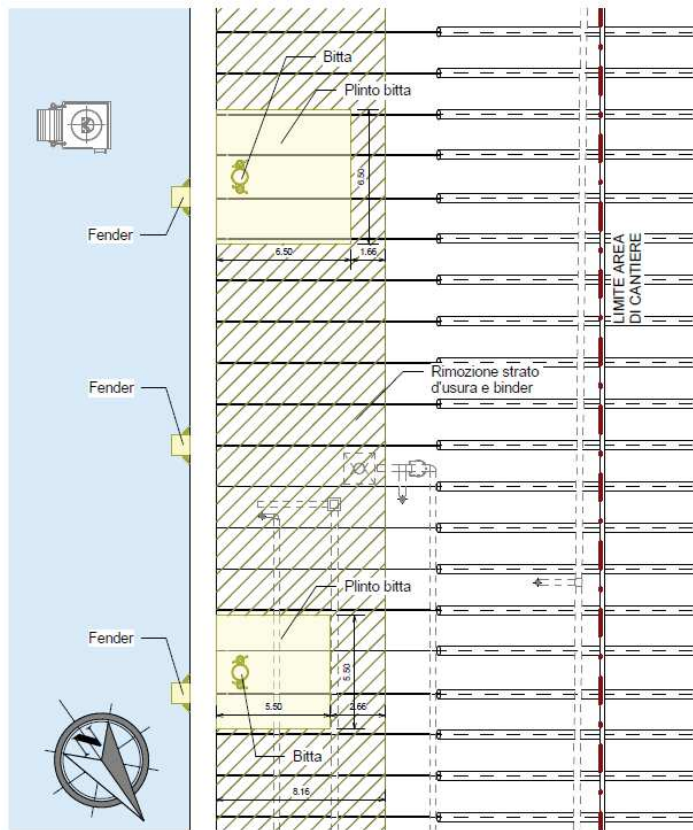 Bitta
Plinto bitta
6.50
Fender
6.50
1.66
LIMITE AREA
DI CANTIERE
Rimozione strato
d'usura e binder
Fender
Plinto bitta
Fender
5.50
5.50
2.66
N
Bitta
8.16